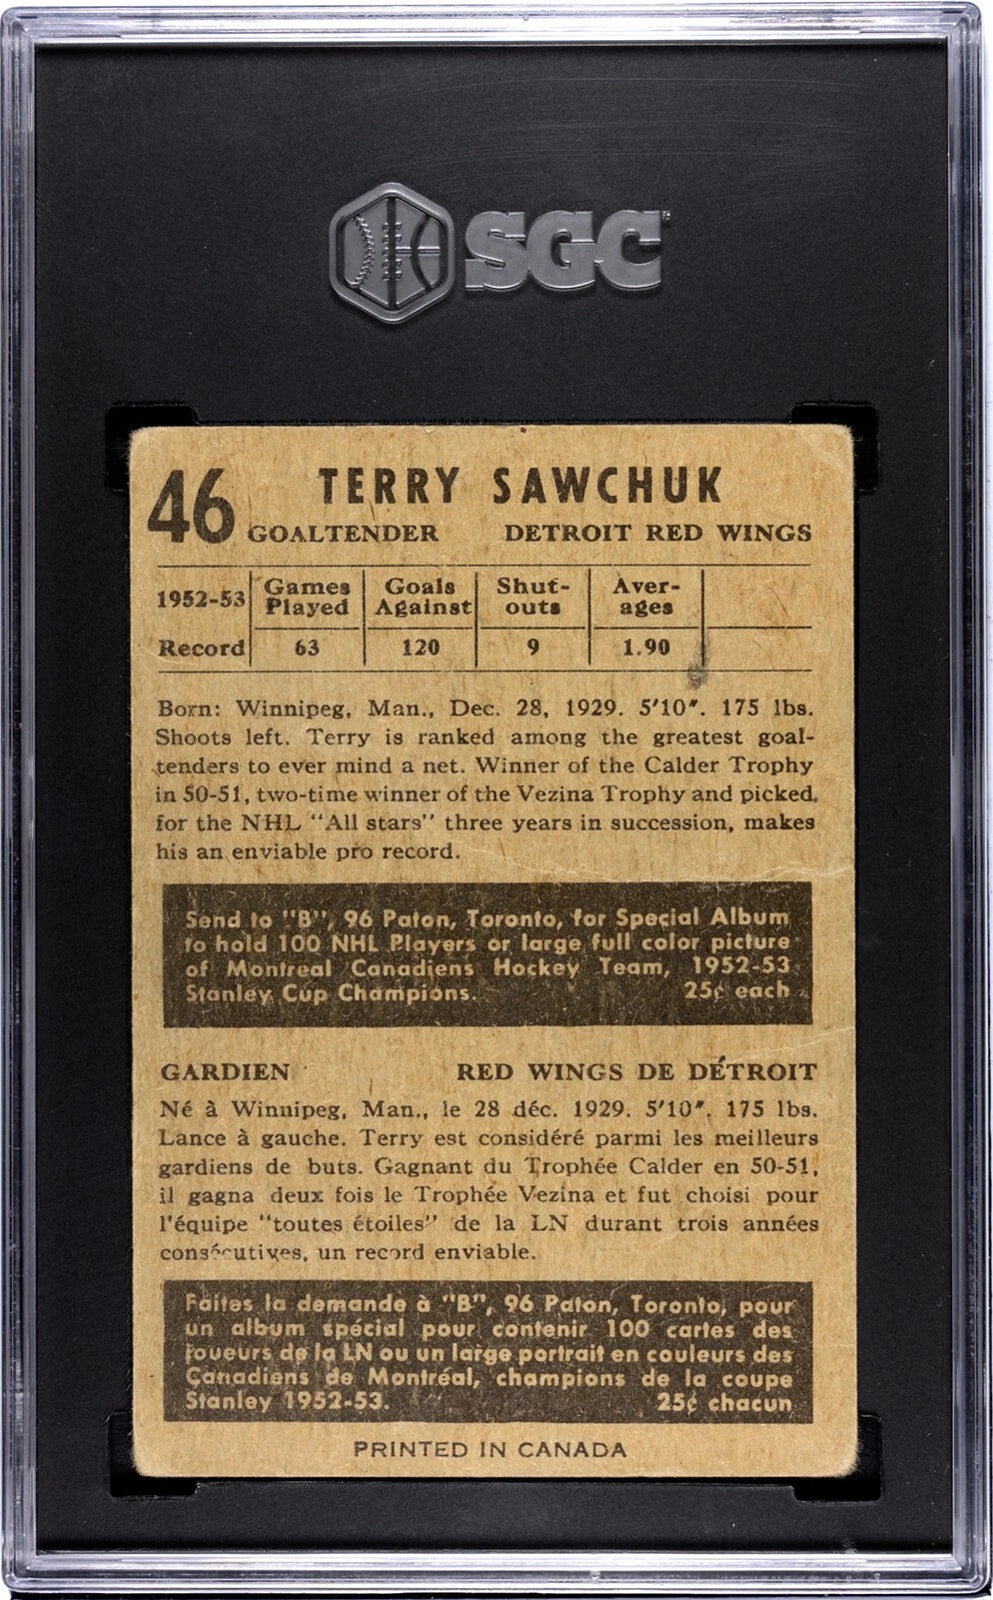 SGC
46 TERRY SAWCHUK
GOALTENDER DETROIT RED WINGS
1952-53 Games Played Goals Against Shut-outs Aver-ages
Record 63 120 9 1.90
Born: Winnipeg, Man., Dec. 28, 1929. 5'10". 175 lbs.
Shoots left. Terry is ranked among the greatest goal-
tenders to ever mind a net. Winner of the Calder Trophy
in 50-51, two-time winner of the Vezina Trophy and picked
for the NHL "All stars" three years in succession, makes
his an enviable pro record.
Send to "B", 96 Paton, Toronto, for Special Album
to hold 100 NHL Players or large full color picture
of Montreal Canadiens Hockey Team, 1952-53
Stanley Cup Champions. 25¢ each
GARDIEN RED WINGS DE DÉTROIT
Né à Winnipeg, Man., le 28 déc. 1929. 5'10". 175 lbs.
Lance à gauche. Terry est considéré parmi les meilleurs
gardiens de buts. Gagnant du Trophée Calder en 50-51,
il gagna deux fois le Trophée Vezina et fut choisi pour
l'équipe "toutes étoiles" de la LN durant trois années
consécutives, un record enviable.
Faites la demande à "B", 96 Paton, Toronto, pour
un album spécial pour contenir 100 cartes des
joueurs de la LN ou un large portrait en couleurs des
Canadiens de Montréal, champions de la coupe
Stanley 1952-53. 25¢ chacun
PRINTED IN CANADA